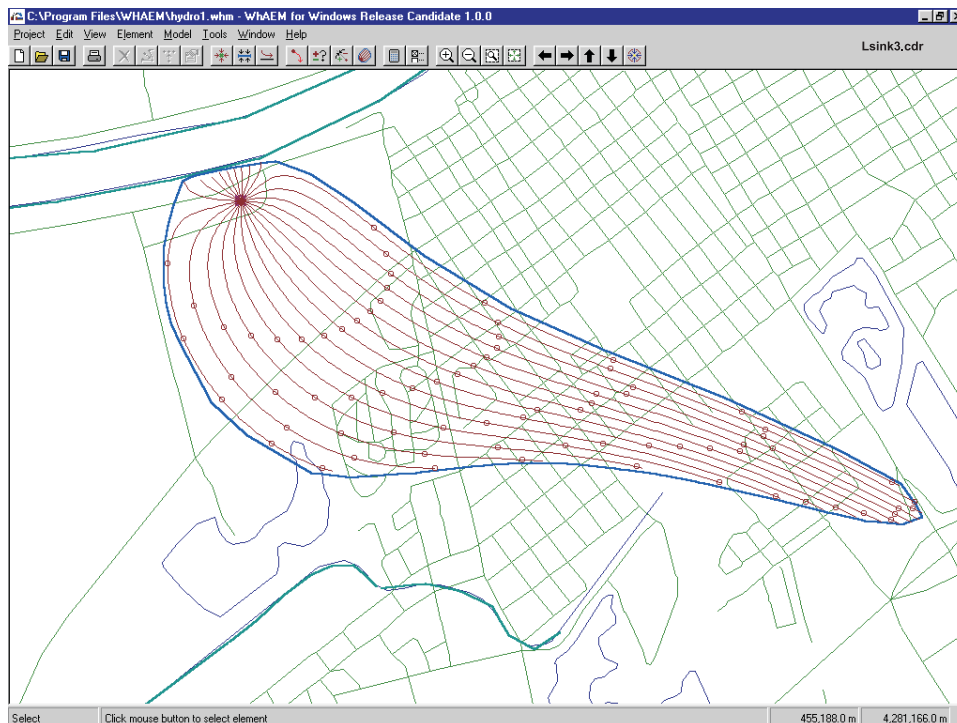 C:\Program Files\WHAEM\hydro1.whm - WhAEM for Windows Release Candidate 1.0.0
Project Edit View Element Model Tools Window Help
Lsink3.cdr
Select
Click mouse button to select element
455,188.0 m
4,281,166.0 m